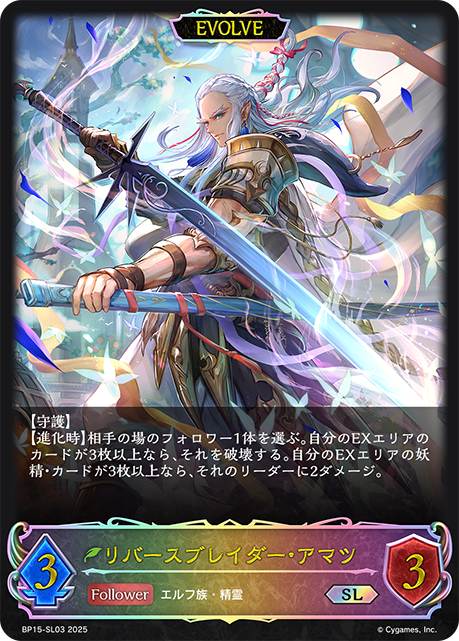 EVOLVE
【守護】
【進化時】相手の場のフォロワー1体を選ぶ。自分のEXエリアの
カードが3枚以上なら、それを破壊する。自分のEXエリアの妖
精・カードが3枚以上なら、それのリーダーに2ダメージ。
リバースブレイダー・アマツ
3
Follower
エルフ族・精霊
SL
3
BP15-SL03 2025
© Cygames, Inc.